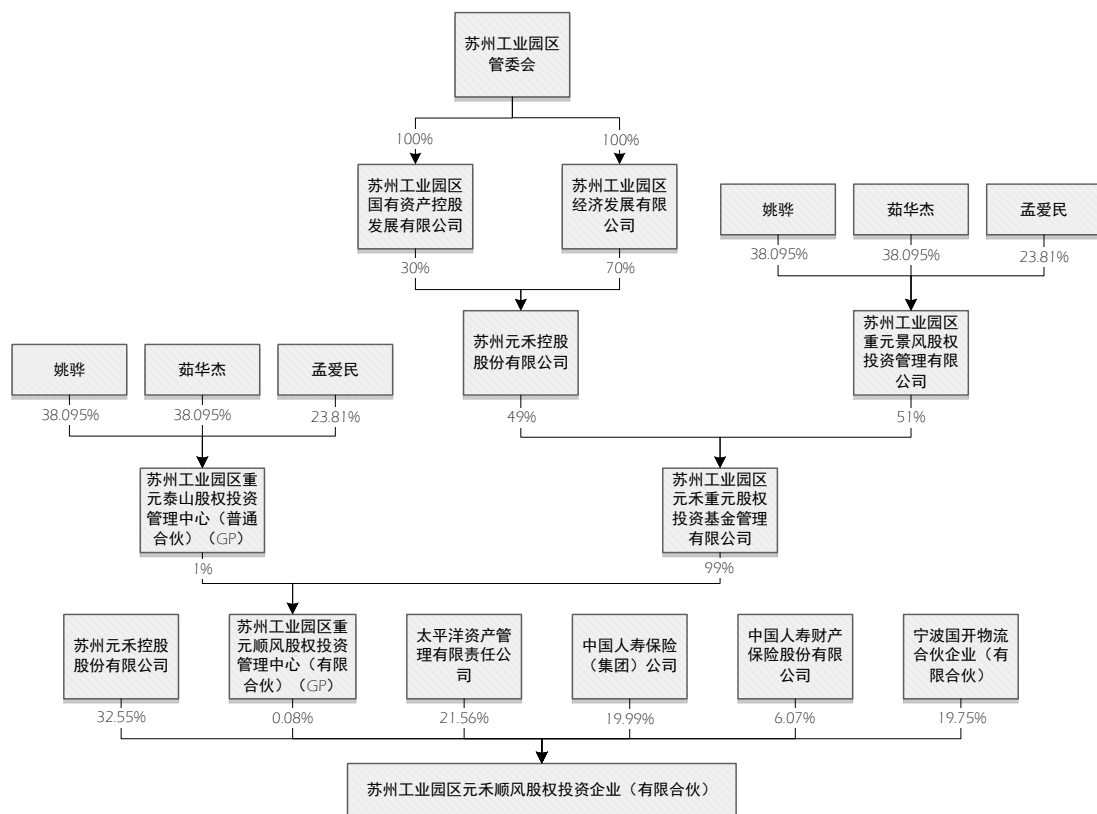 苏州工业园区
管委会
100%
100%
苏州工业园区
国有资产控股
发展有限公司
苏州工业园区
经济发展有限
公司
姚骅
茹华杰
孟爱民
30%
70%
38.095%
38.095%
23.81%
苏州元禾控股
股份有限公司
苏州工业园区
重元景风股权
投资管理有限
公司
姚骅
茹华杰
孟爱民
38.095%
38.095%
23.81%
49%
51%
苏州工业园区重
元泰山股权投资
管理中心（普通
合伙）（GP）
苏州工业园区
元禾重元股权
投资基金管理
有限公司
1%
99%
苏州元禾控股
股份有限公司
苏州工业园区重
元顺风股权投资
管理中心（有限
合伙）（GP）
太平洋资产管
理有限责任公
司
中国人寿保险
（集团）公司
中国人寿财产
保险股份有限
公司
宁波国开物流
合伙企业（有
限合伙）
32.55%
0.08%
21.56%
19.99%
6.07%
19.75%
苏州工业园区元禾顺风股权投资企业（有限合伙）